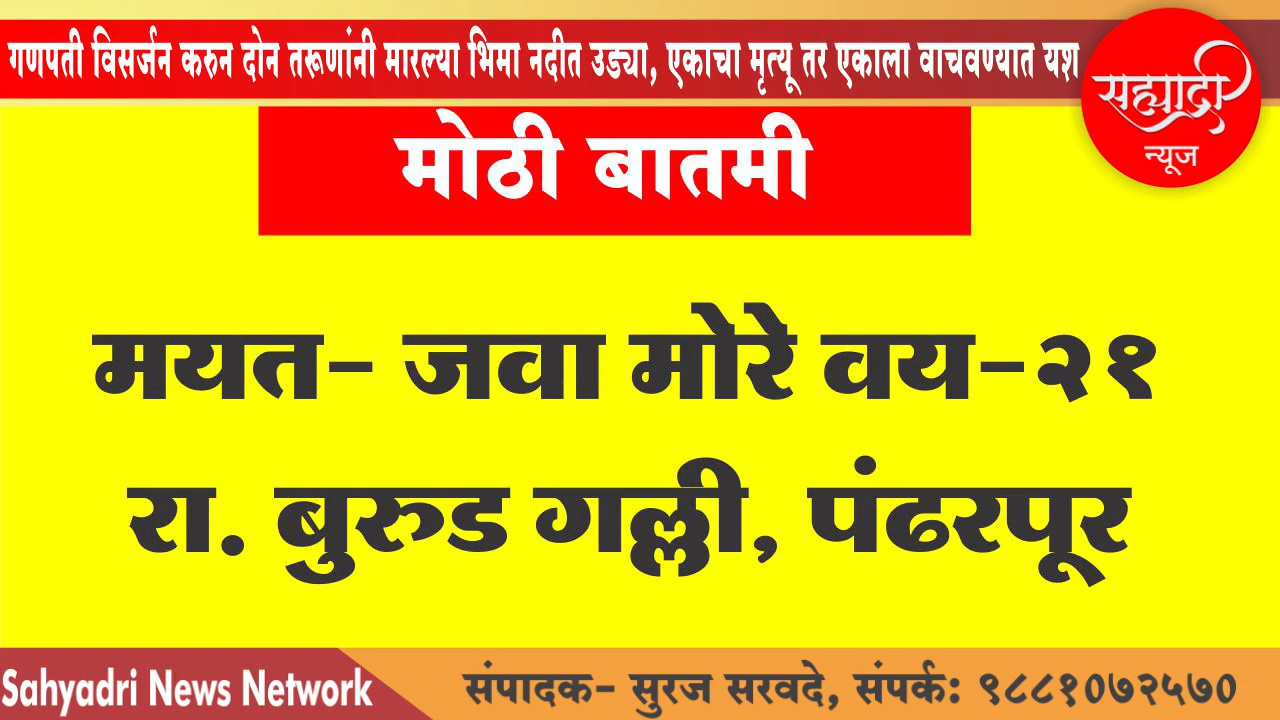 गणपती विसर्जन करुन दोन तरूणांनी मारल्या भिमा नदीत उड्या, एकाचा मृत्यू तर एकाला वाचवण्यात यश
सह्याद्री
न्यूज
मोठी बातमी
मयत- जवा मोरे वय-२१
रा. बुरुड गल्ली, पंढरपूर
Sahyadri News Network
संपादक- सुरज सरवदे, संपर्क: ९८८१०७२५७०